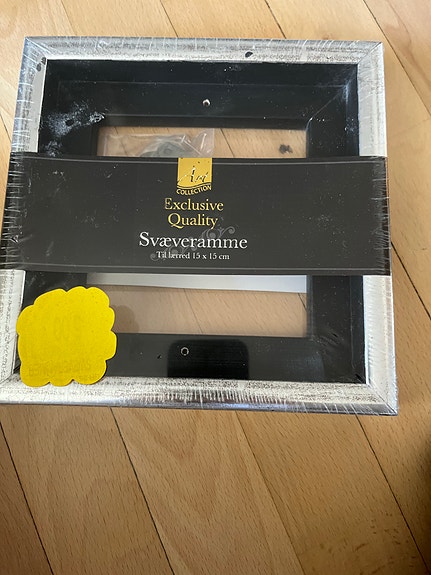 Art
COLLECTION
Exclusive
Quality
Svæveramme
Til lærred 15 x 15 cm